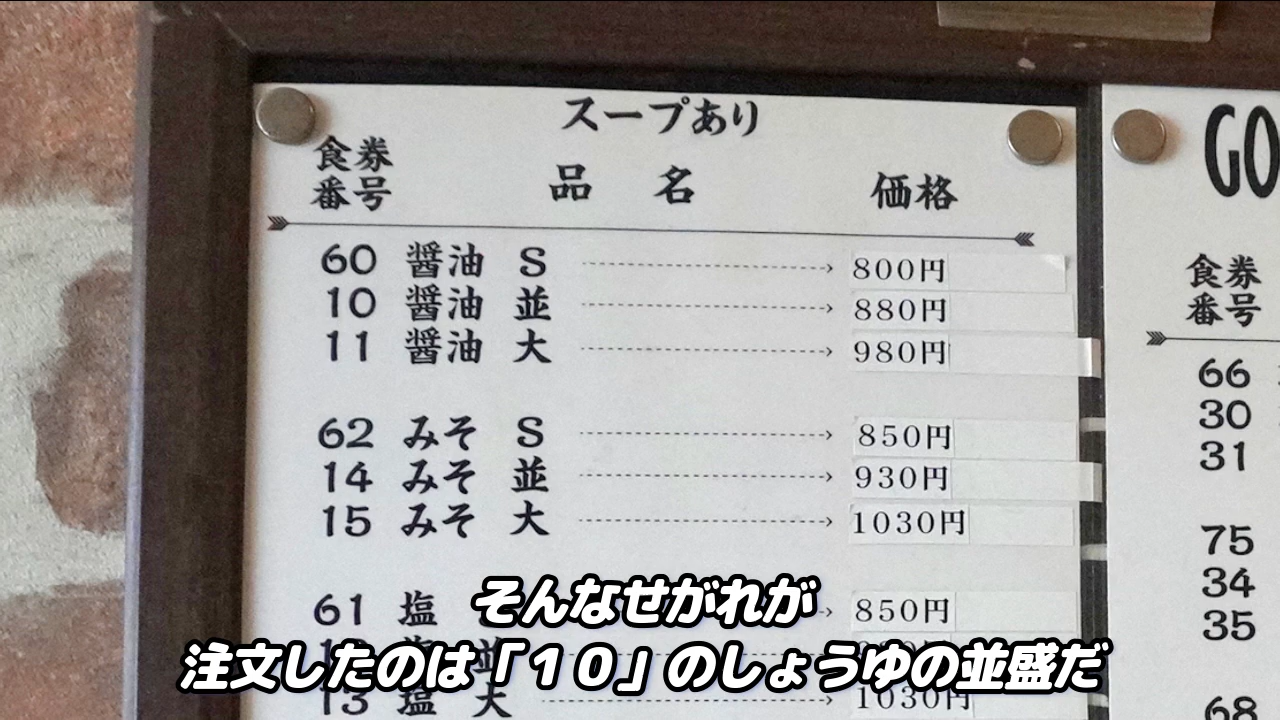 スープあり
食券
番号
品 名
価格
60 醤油 S 800円
10 醤油 並 880円
11 醤油 大 980円
62 みそ S 850円
14 みそ 並 930円
15 みそ 大 1030円
61 塩 850円
並
13 塩 大 1030円
GO
食券
番号
66
30
31
75
34
35
68
そんなせがれが
注文したのは「10」のしょうゆの並盛だ